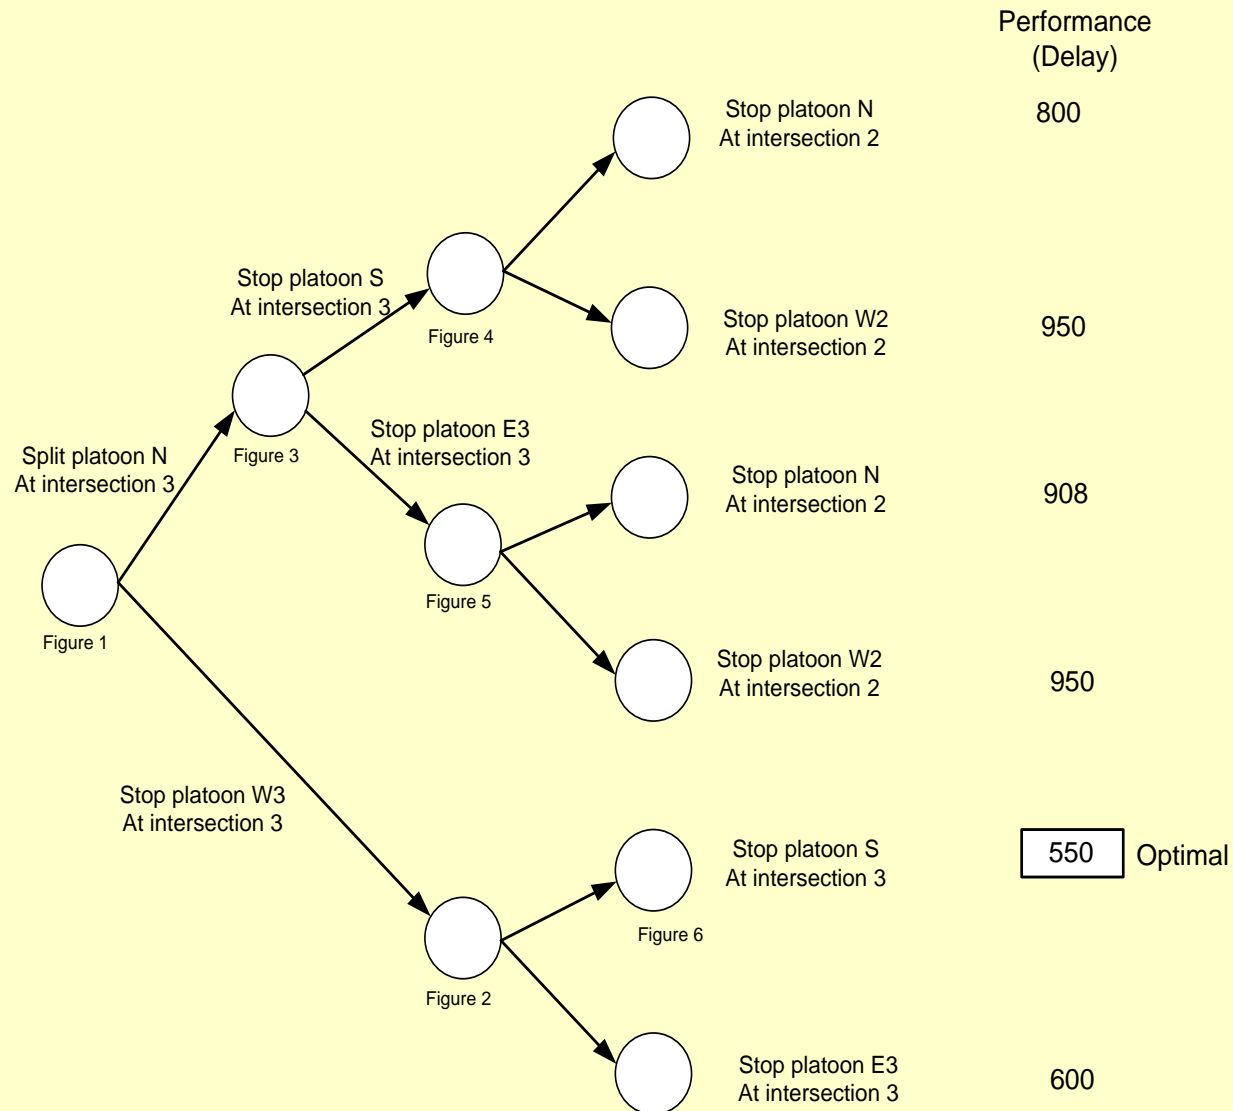 Performance
(Delay)
Stop platoon N
At intersection 2
800
Stop platoon S
At intersection 3
Figure 4
Stop platoon W2
At intersection 2
950
Split platoon N
At intersection 3
Figure 3
Stop platoon E3
At intersection 3
Stop platoon N
At intersection 2
908
Figure 1
Figure 5
Stop platoon W2
At intersection 2
950
Stop platoon W3
At intersection 3
Stop platoon S
At intersection 3
550 Optimal
Figure 6
Figure 2
Stop platoon E3
At intersection 3
600